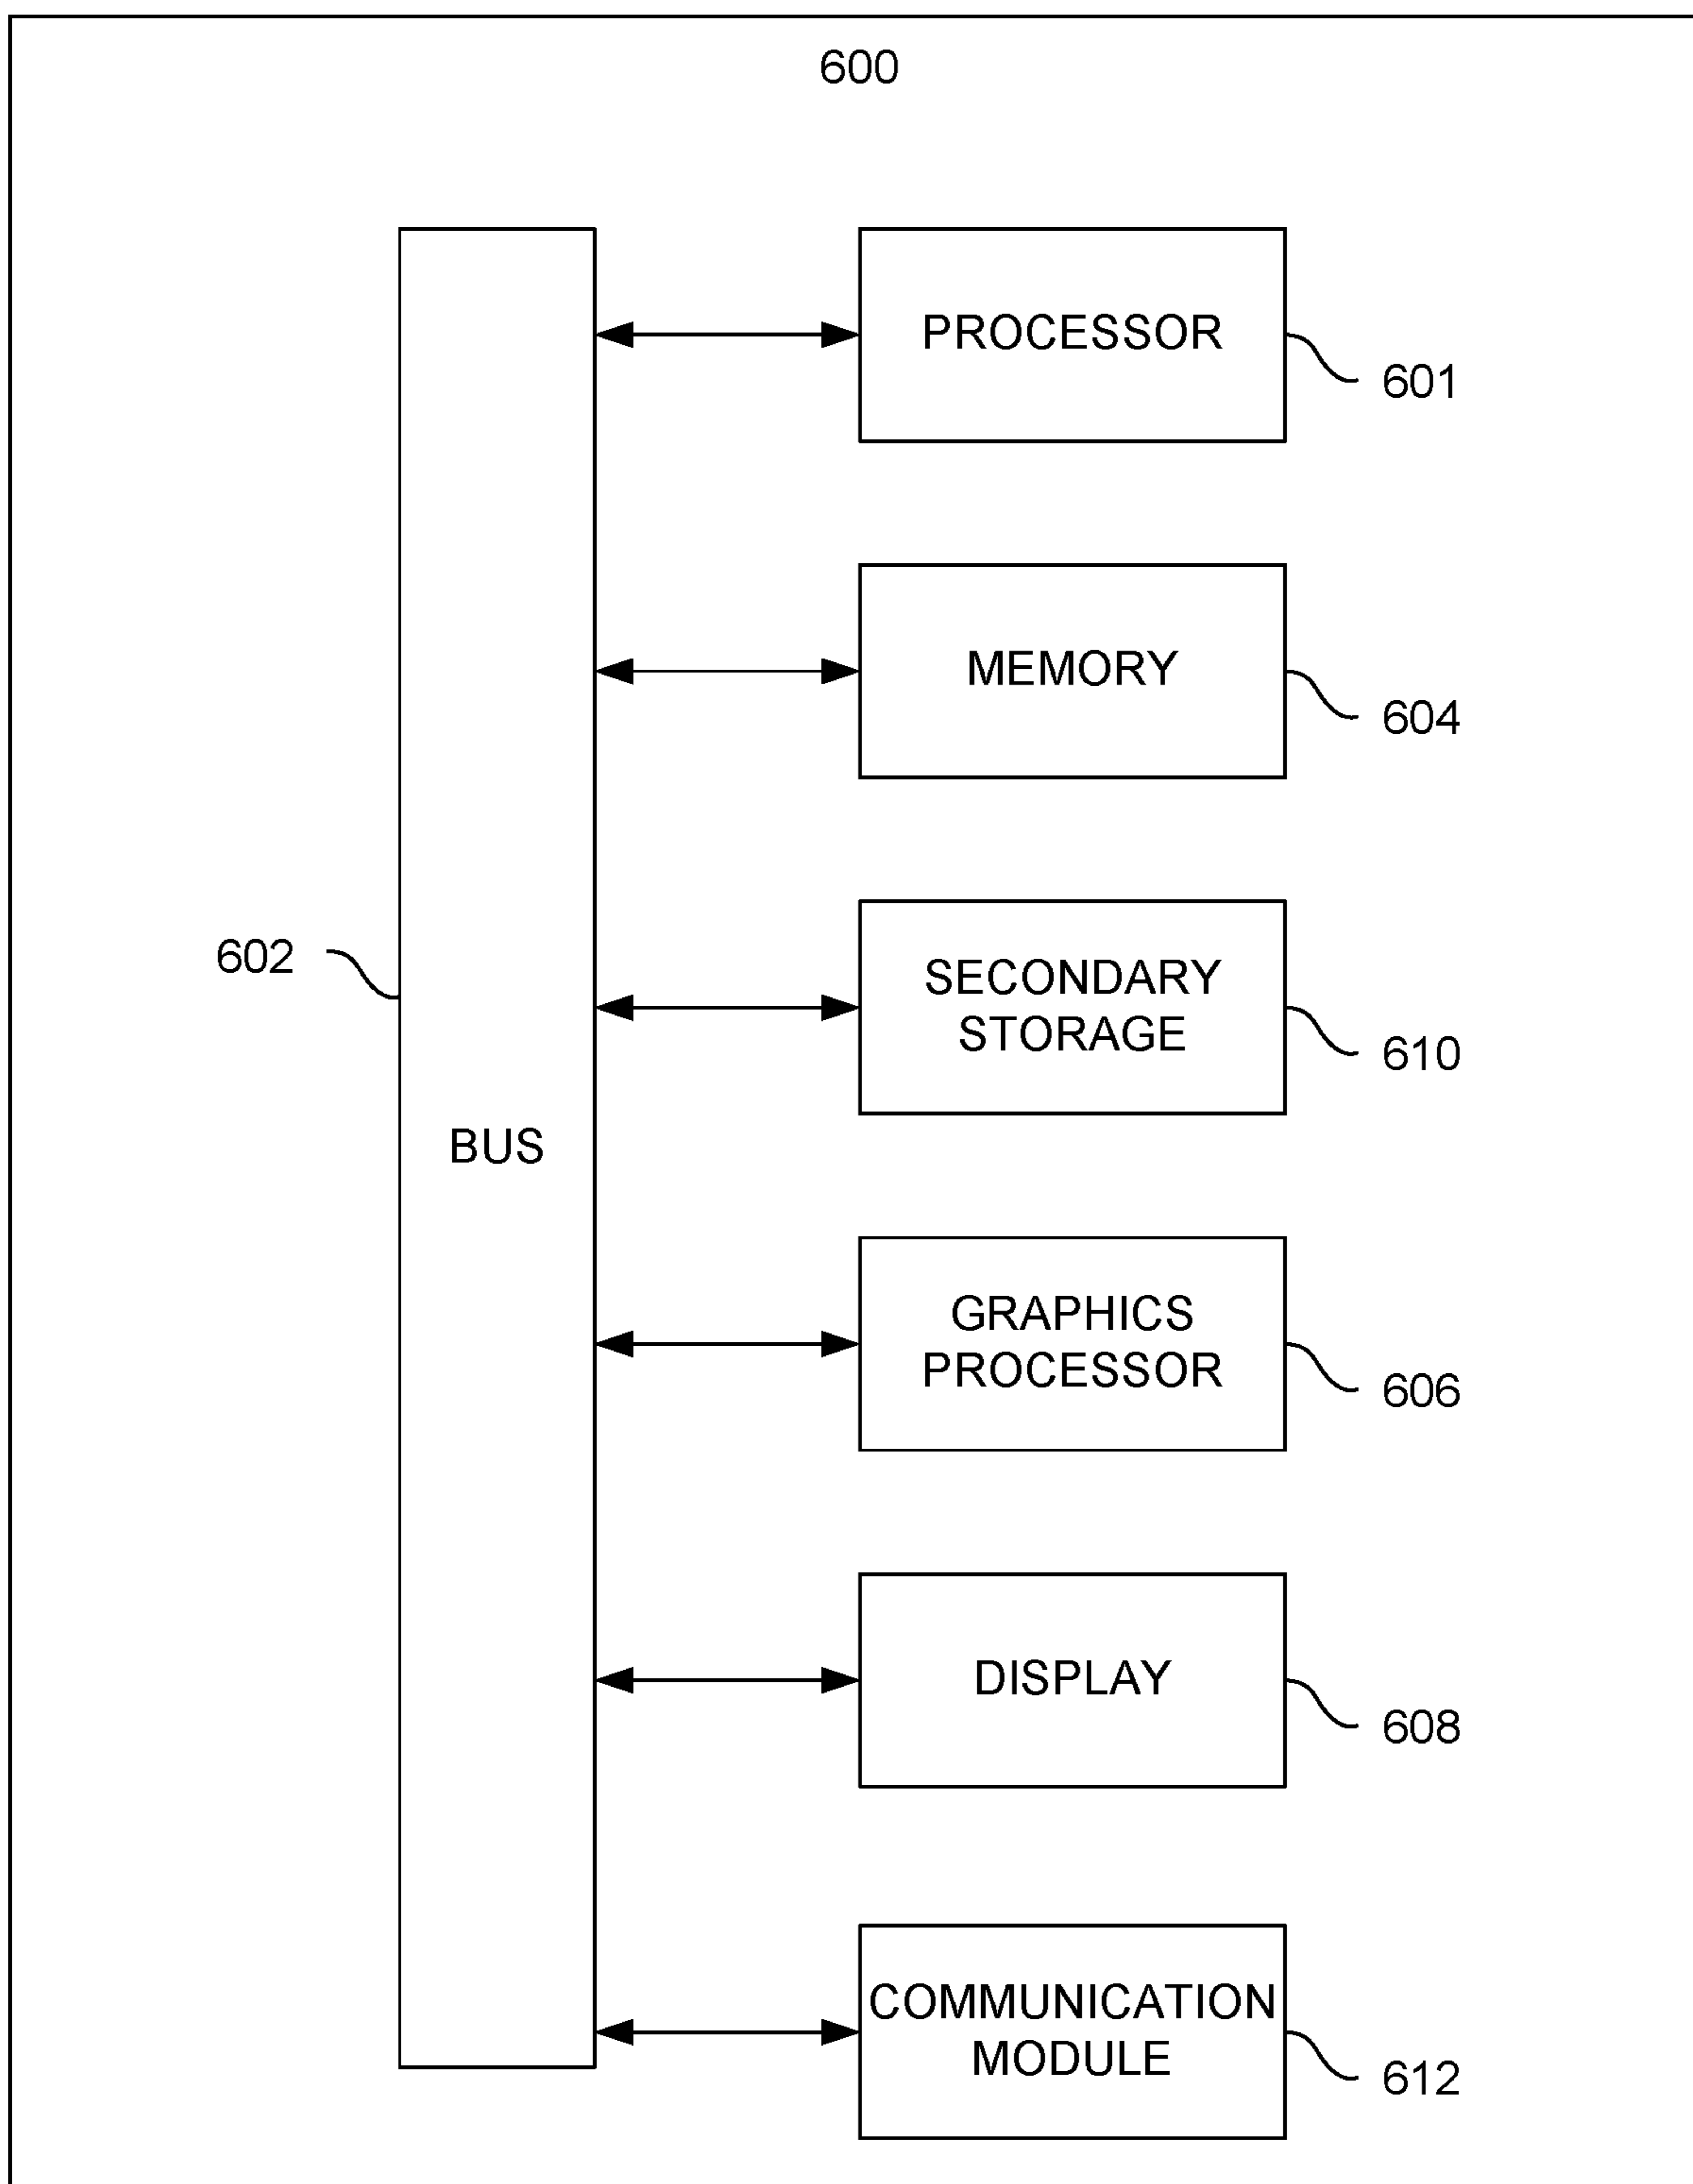 600
PROCESSOR
601
MEMORY
604
602
SECONDARY
STORAGE
610
BUS
GRAPHICS
PROCESSOR
606
DISPLAY
608
COMMUNICATION
MODULE
612